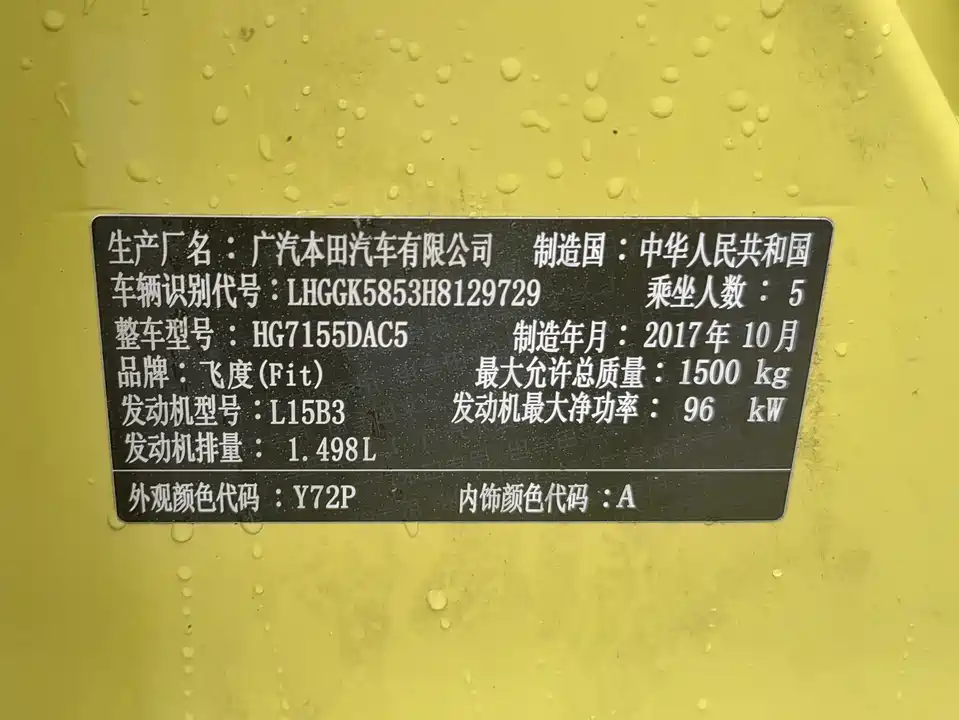 生产厂名：广汽本田汽车有限公司 制造国：中华人民共和国
车辆识别代号：LHGGK5853H8129729 乘坐人数：5
整车型号：HG7155DAC5 制造年月：2017年10月
品牌：飞度(Fit) 最大允许总质量：1500 kg
发动机型号：L15B3 发动机最大净功率：96 kW
发动机排量：1.498L
外观颜色代码：Y72P 内饰颜色代码：A